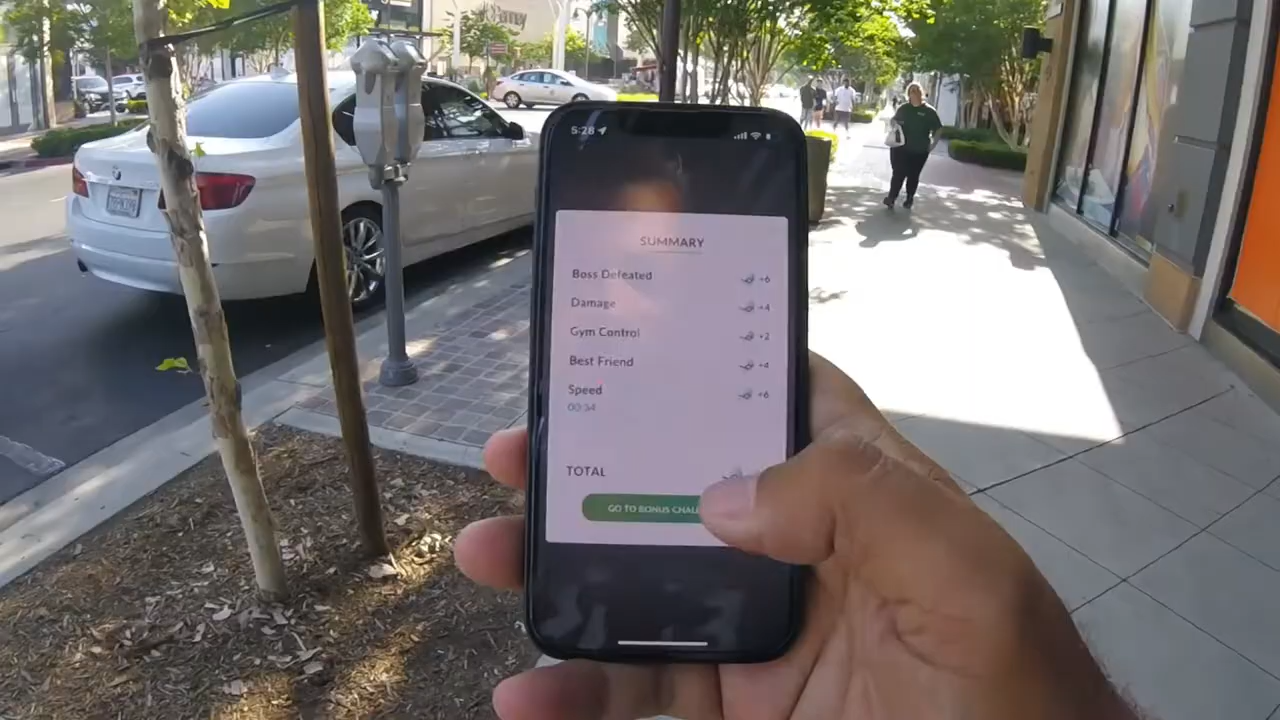 5:28
SUMMARY
Boss Defeated +6
Damage +4
Gym Control +2
Best Friend +4
Speed +6
00:34
TOTAL
GO TO BONUS